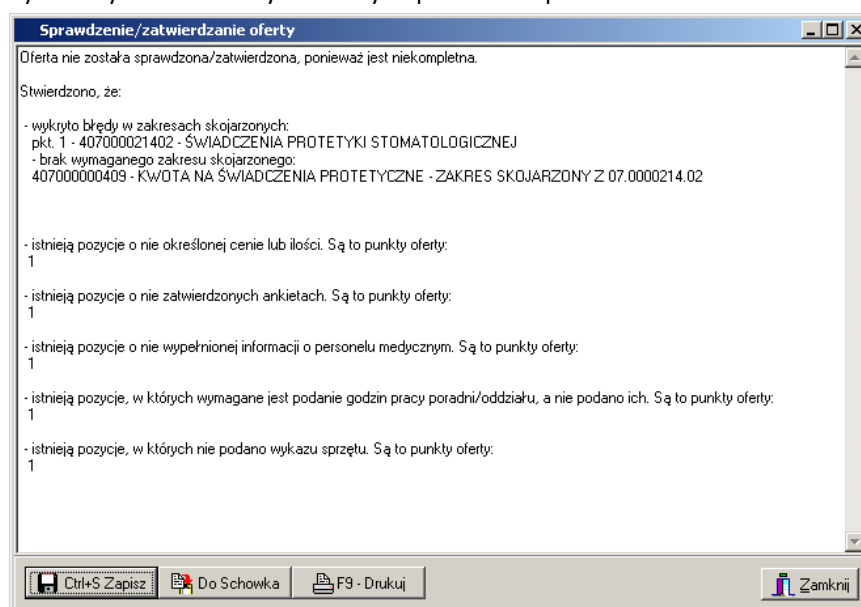 Sprawdzenie/zatwierdzanie oferty
Oferta nie została sprawdzona/zatwierdzona, ponieważ jest niekompletna.
Stwierdzono, że:
- wykryto błędy w zakresach skojarzonych:
pkt. 1 - 407000021402 - ŚWIADCZENIA PROTETYKI STOMATOLOGICZNEJ
- brak wymaganego zakresu skojarzonego:
407000000409 - KWOTA NA ŚWIADCZENIA PROTETYCZNE - ZAKRES SKOJARZONY Z 07.0000214.02
- istnieją pozycje o nie określonej cenie lub ilości. Są to punkty oferty:
1
- istnieją pozycje o nie zatwierdzonych ankietach. Są to punkty oferty:
1
- istnieją pozycje o nie wypełnionej informacji o personelu medycznym. Są to punkty oferty:
1
- istnieją pozycje, w których wymagane jest podanie godzin pracy poradni/oddziału, a nie podano ich. Są to punkty oferty:
1
- istnieją pozycje, w których nie podano wykazu sprzętu. Są to punkty oferty:
1
Ctrl+S Zapisz Do Schowka F9 - Drukuj Zamknij